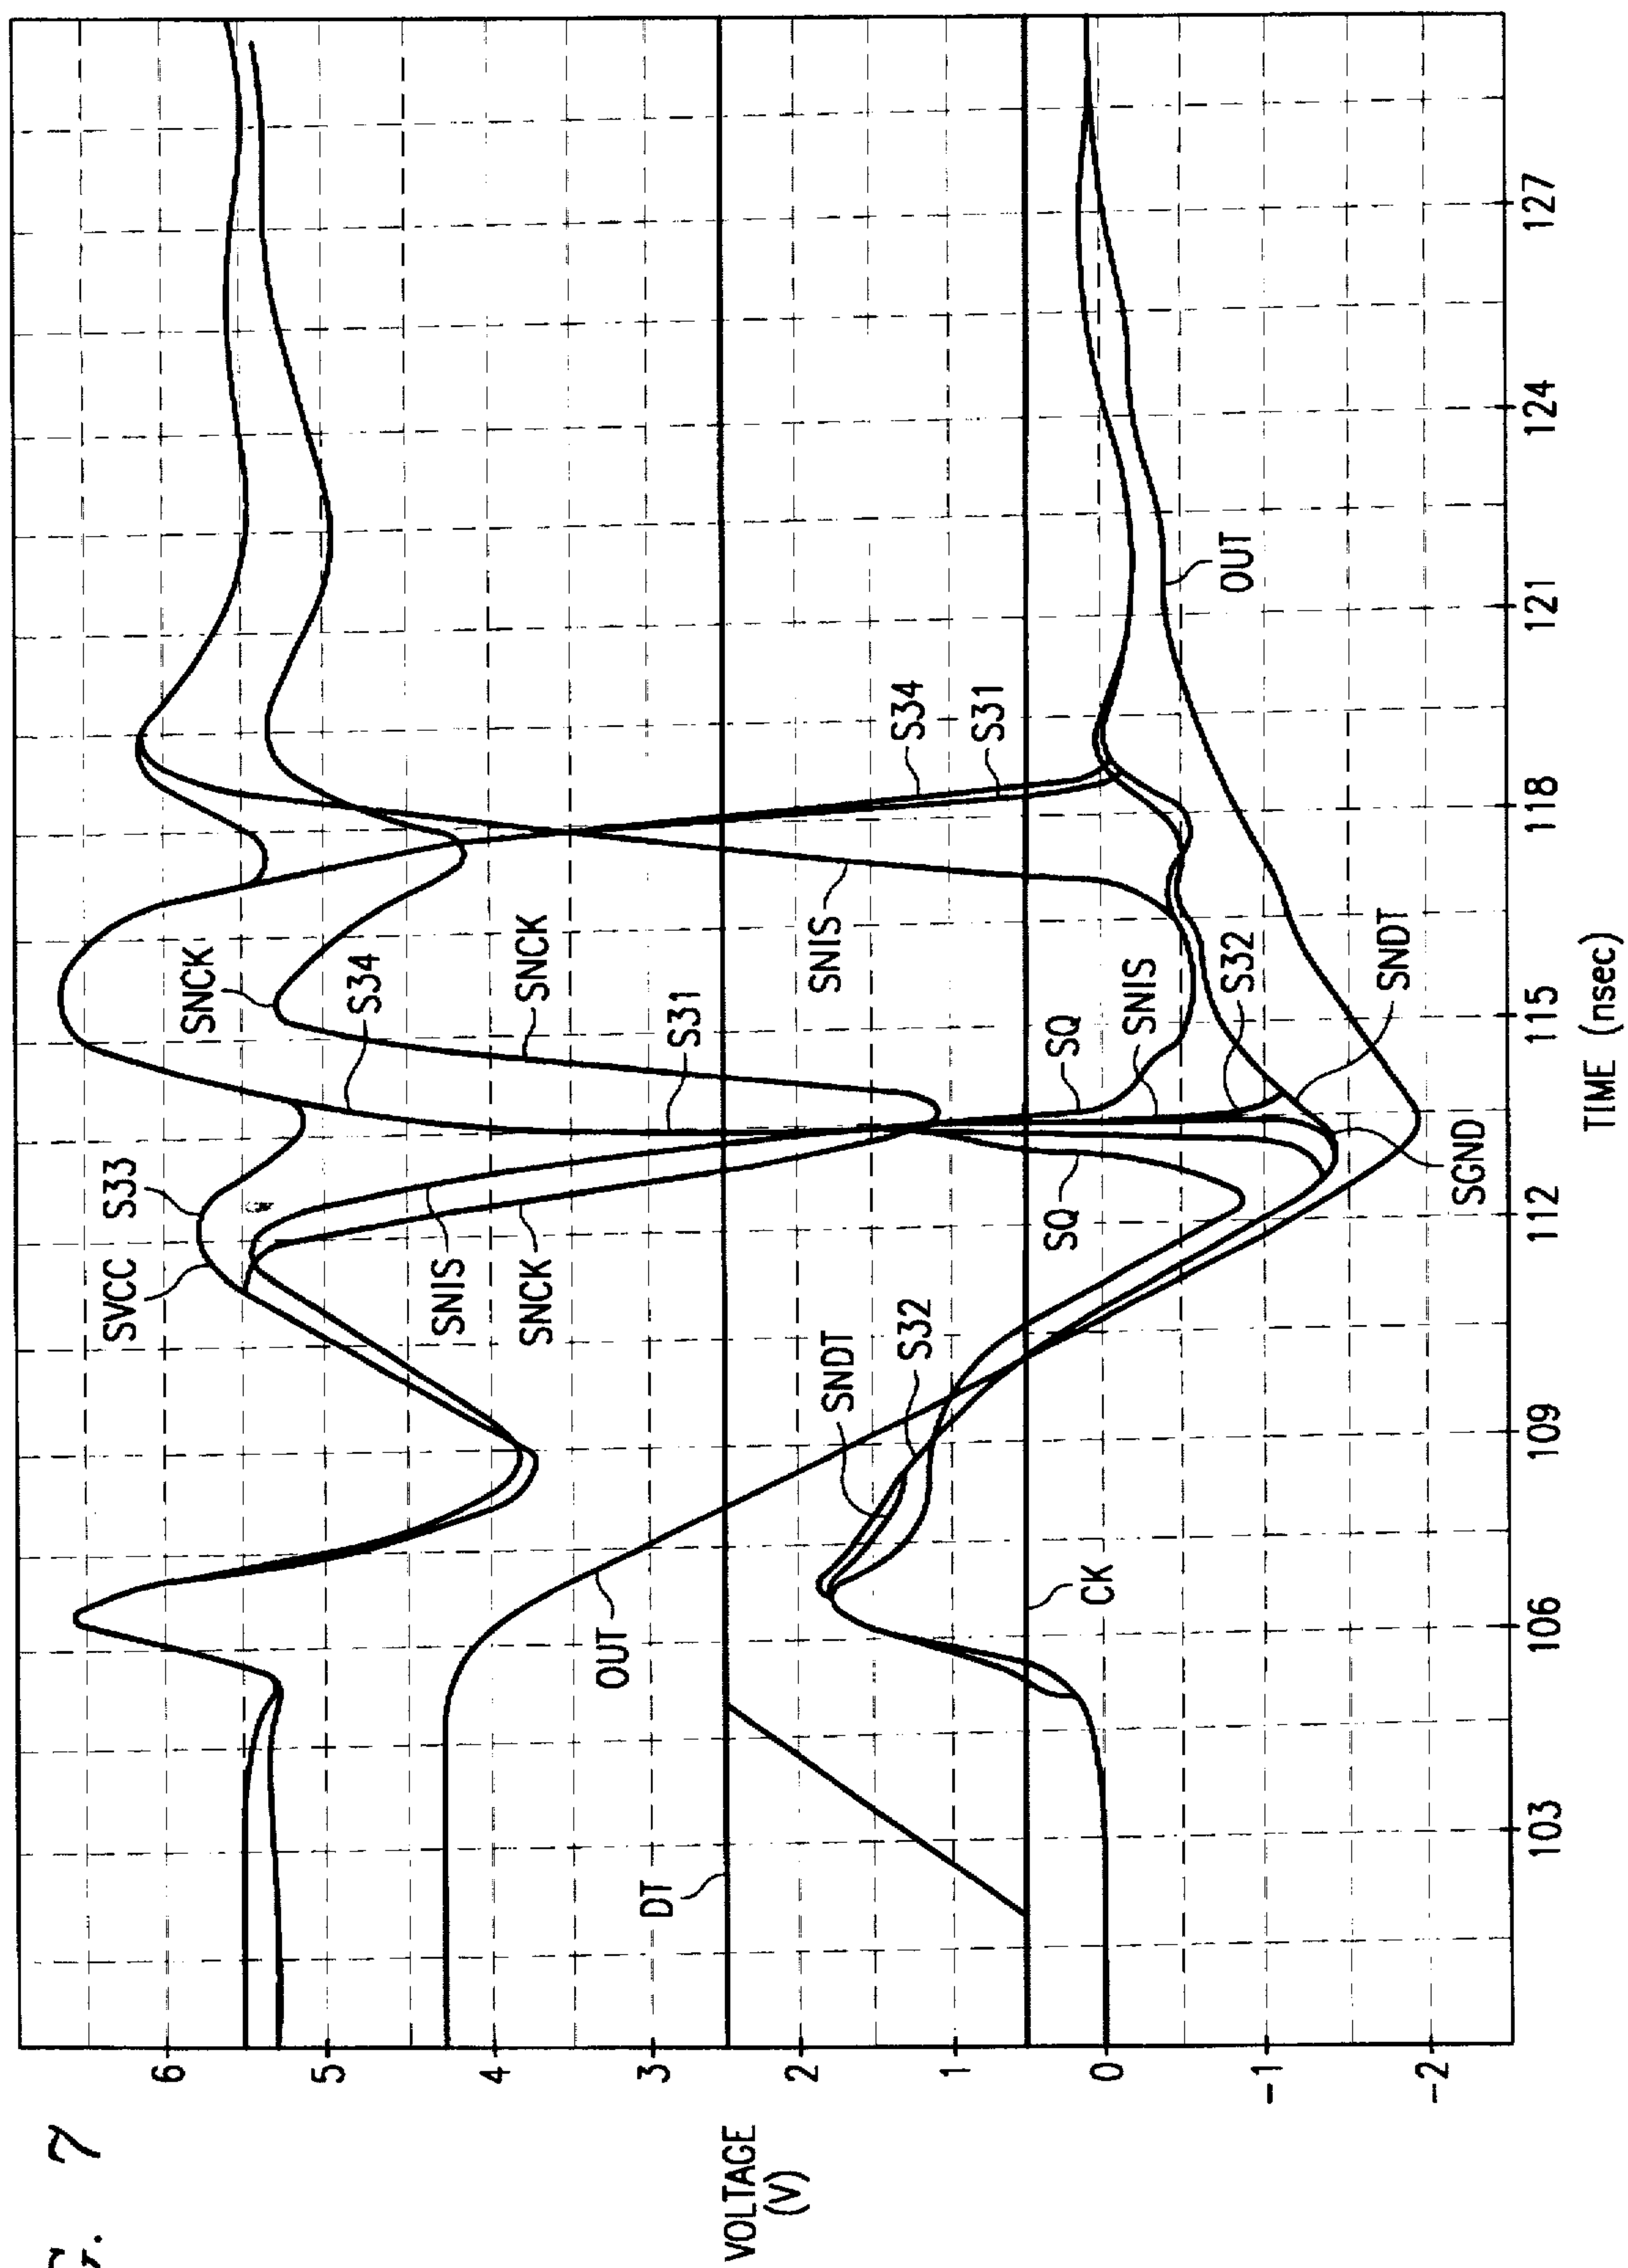 G. 7
VOLTAGE
(V)
6
5
4
3
2
1
0
-1
-2
SVCC S33
SNCK
S34
SNIS
SNCK
SNCK
OUT
DT
S31
SNIS
SNDT
S32
S34
S31
SQ
SQ
CK
SNIS
S32
OUT
SNDT
SGND
103 106 109 112 115 118 121 124 127
TIME (nsec)